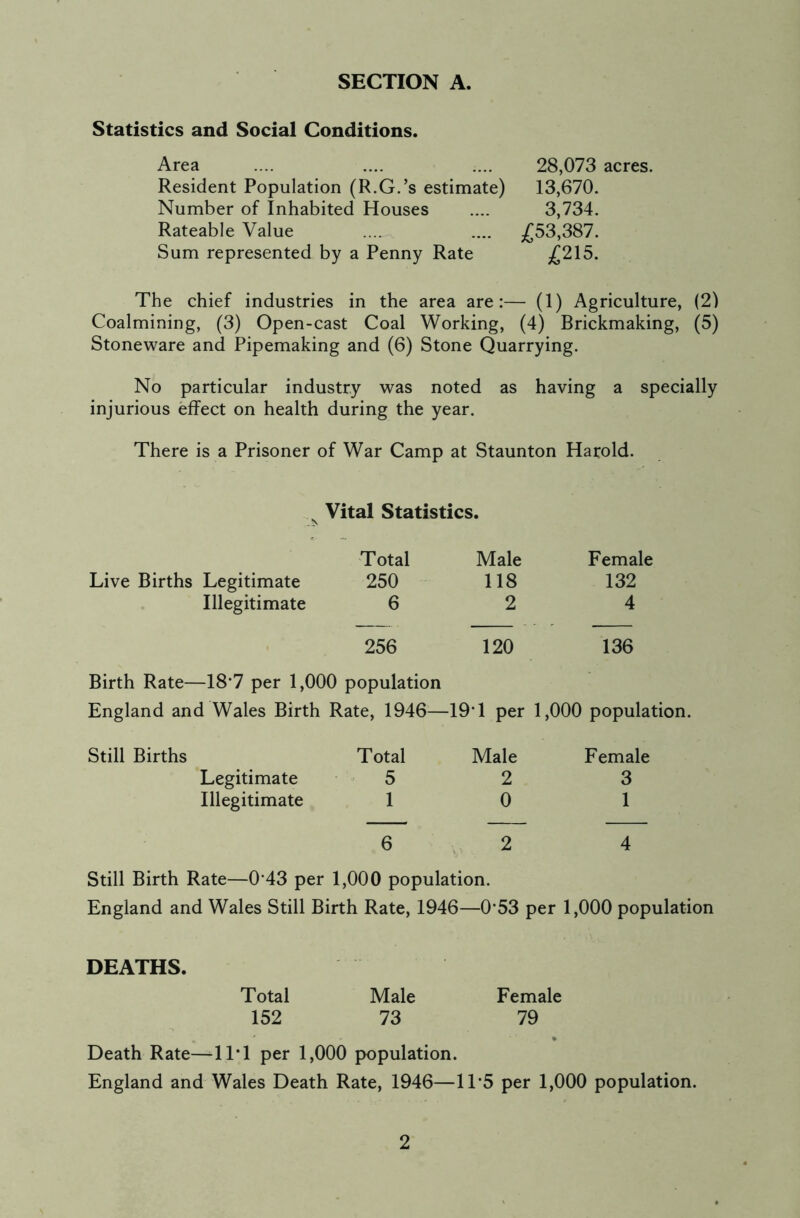 SECTION A.
Statistics and Social Conditions.
Area .... .... .... 28,073 acres.
Resident Population (R.G.'s estimate) 13,670.
Number of Inhabited Houses .... 3,734.
Rateable Value .... .... £53,387.
Sum represented by a Penny Rate £215.
The chief industries in the area are:— (1) Agriculture, (2)
Coalmining, (3) Open-cast Coal Working, (4) Brickmaking, (5)
Stoneware and Pipemaking and (6) Stone Quarrying.
No particular industry was noted as having a specially
injurious effect on health during the year.
There is a Prisoner of War Camp at Staunton Harold.
Vital Statistics.
Total Male Female
Live Births Legitimate 250 118 132
Illegitimate 6 2 4
256 120 136
Birth Rate—18·7 per 1,000 population
England and Wales Birth Rate, 1946—19·1 per 1,000 population.
Still Births Total Male Female
Legitimate 5 2 3
Illegitimate 1 0 1
6 2 4
Still Birth Rate—0·43 per 1,000 population.
England and Wales Still Birth Rate, 1946—0·53 per 1,000 population
DEATHS.
Total Male Female
152 73 79
Death Rate—11·1 per 1,000 population.
England and Wales Death Rate, 1946—11·5 per 1,000 population.
2